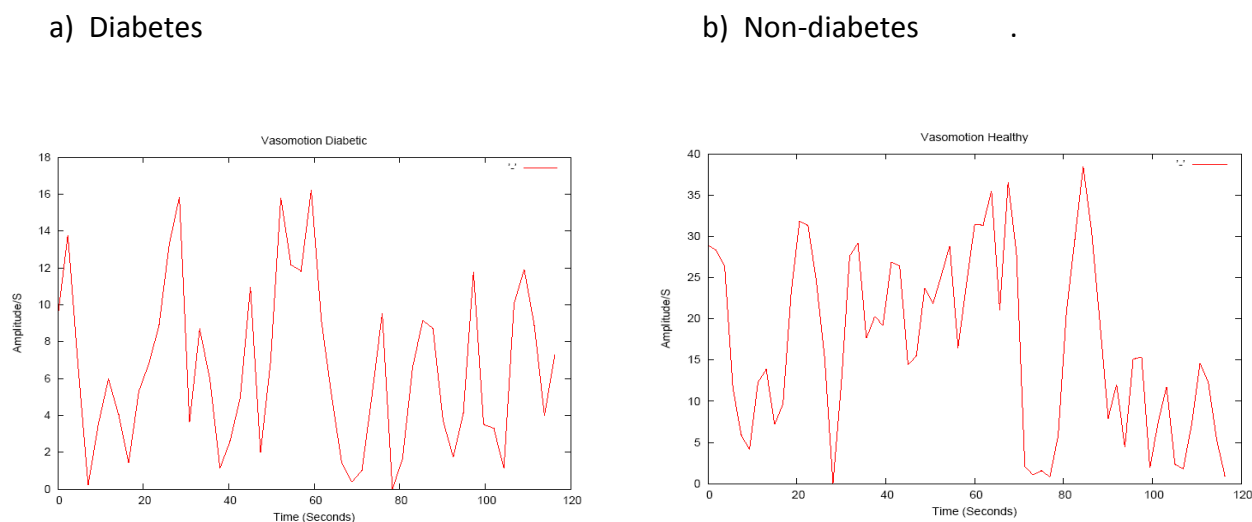 a) Diabetes
b) Non-diabetes .
Vasomotion Diabetic
18
16
14
12
10
8
6
4
2
0
Amplitude/S
0 20 40 60 80 100 120
Time (Seconds)
Vasomotion Healthy
40
35
30
25
20
15
10
5
0
Amplitude/S
0 20 40 60 80 100 120
Time (Seconds)